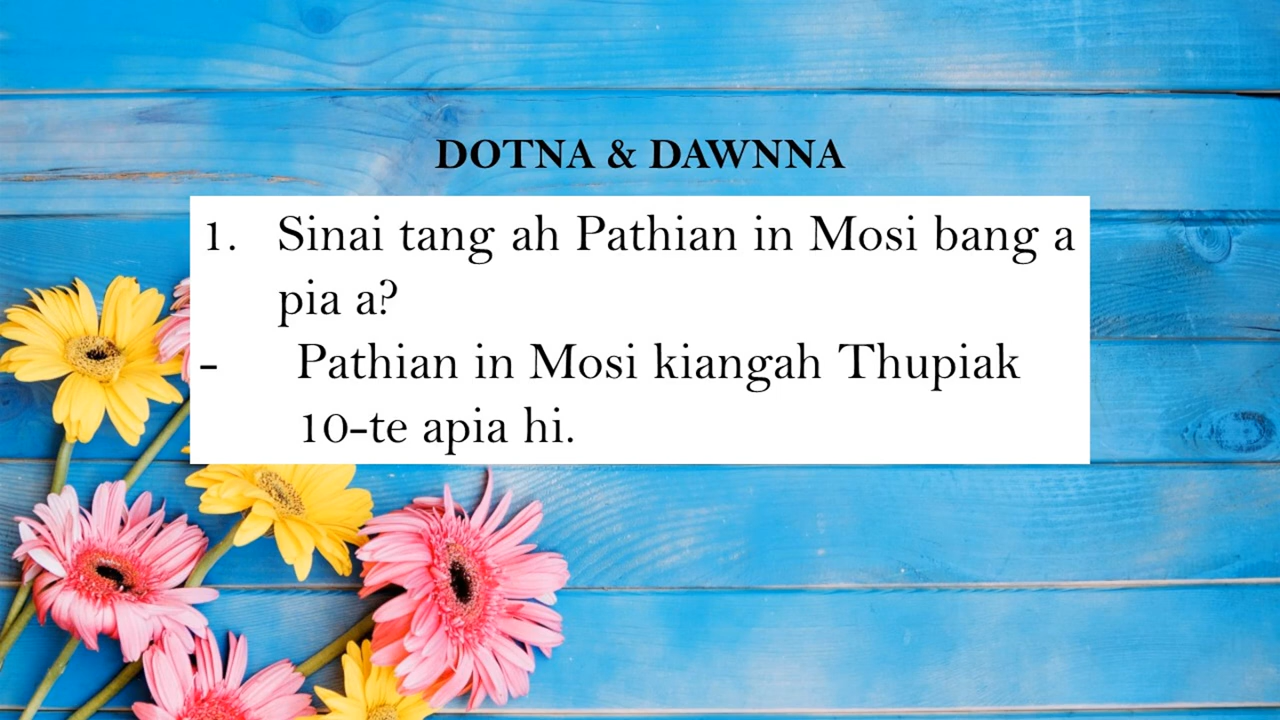 DOTNA & DAWNNA
1. Sinai tang ah Pathian in Mosi bang a
pia a?
- Pathian in Mosi kiangah Thupiak
10-te apia hi.